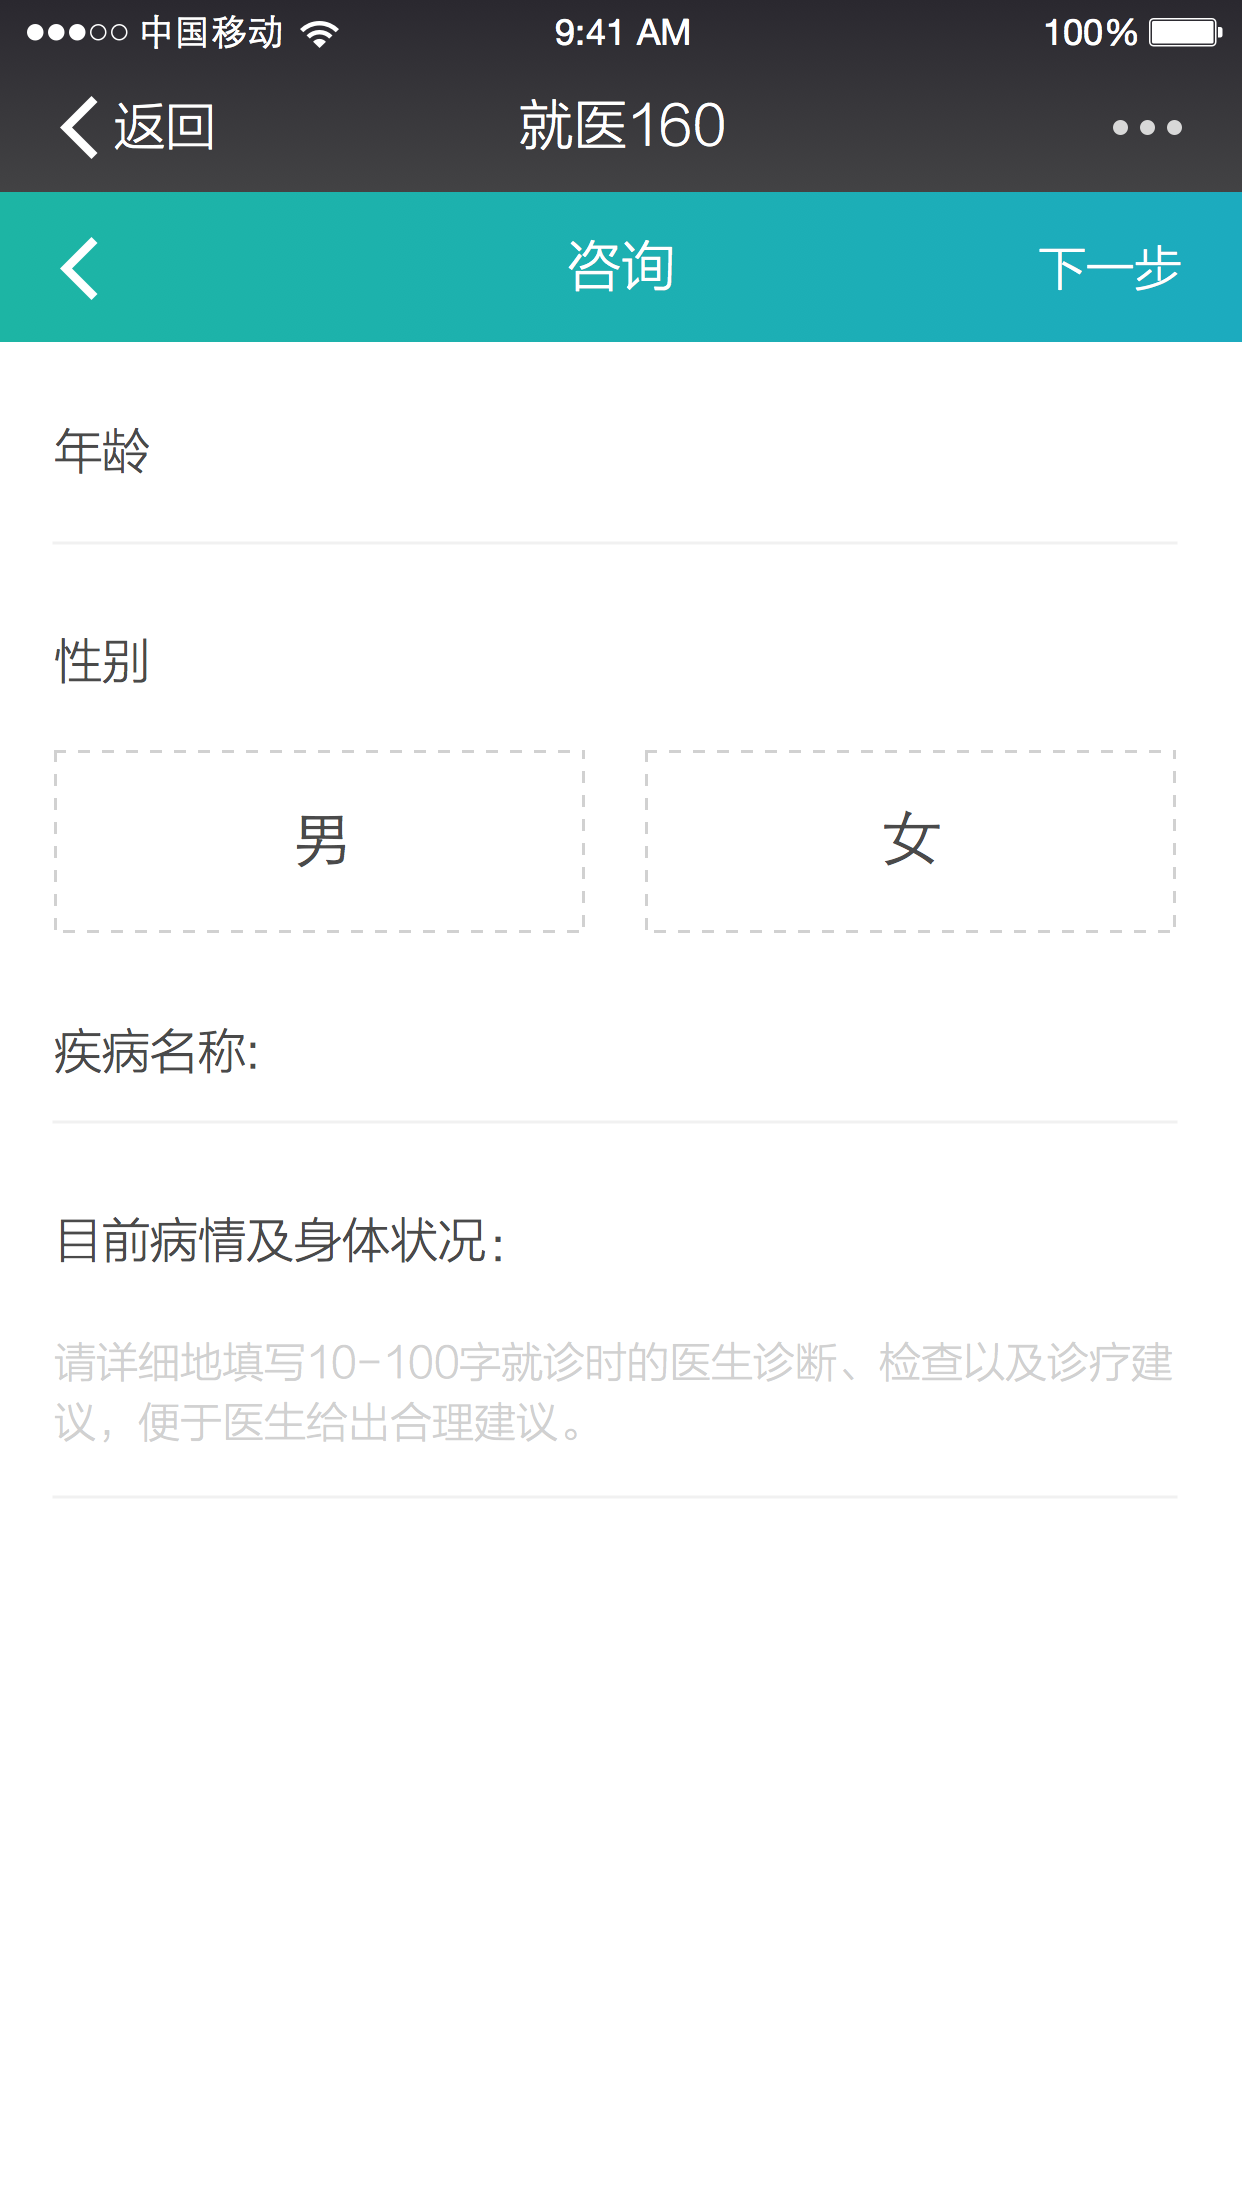 中国移动 9:41 AM 100%
返回 就医160
咨询 下一步
年龄
性别
男 女
疾病名称:
目前病情及身体状况:
请详细地填写10-100字就诊时的医生诊断、检查以及诊疗建
议，便于医生给出合理建议。